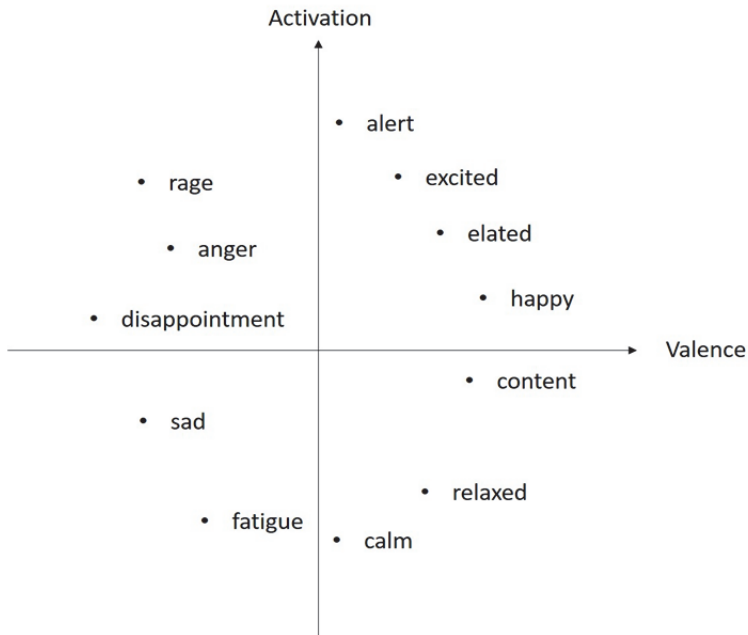 Activation
alert
excited
rage
elated
anger
happy
disappointment
Valence
content
sad
relaxed
fatigue
calm